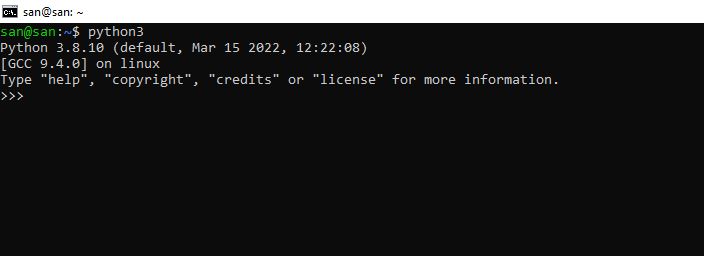 san@san: ~
san@san:~$ python3
Python 3.8.10 (default, Mar 15 2022, 12:22:08)
[GCC 9.4.0] on linux
Type "help", "copyright", "credits" or "license" for more information.
>>>